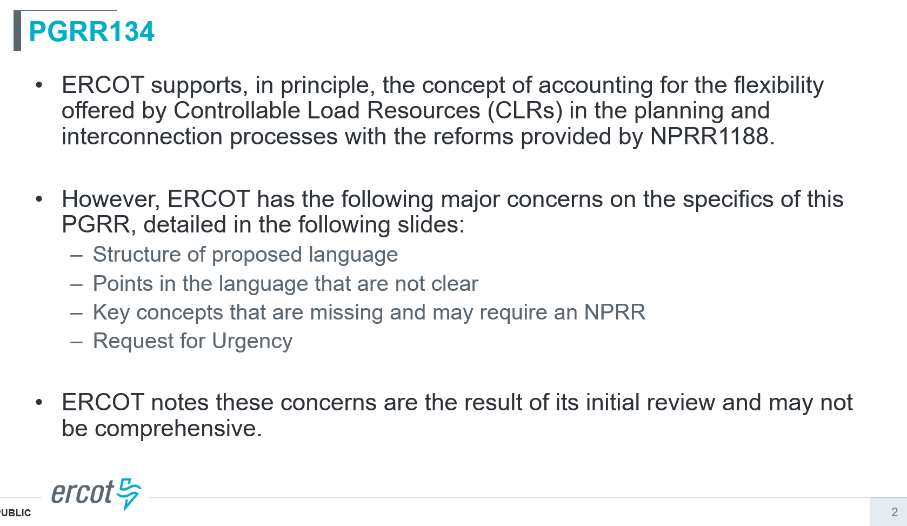 PGRR134
• ERCOT supports, in principle, the concept of accounting for the flexibility
offered by Controllable Load Resources (CLRs) in the planning and
interconnection processes with the reforms provided by NPRR1188.
• However, ERCOT has the following major concerns on the specifics of this
PGRR, detailed in the following slides:
– Structure of proposed language
– Points in the language that are not clear
– Key concepts that are missing and may require an NPRR
– Request for Urgency
• ERCOT notes these concerns are the result of its initial review and may not
be comprehensive.
ercot
UBLIC
2